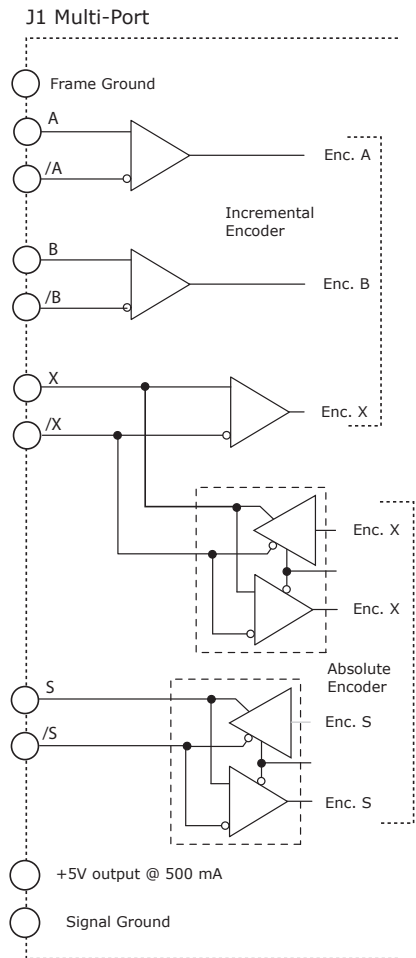 J1 Multi-Port
Frame Ground
A
/A
Enc. A
Incremental
Encoder
B
/B
Enc. B
X
/X
Enc. X
Enc. X
Enc. X
Absolute
Encoder
S
/S
Enc. S
Enc. S
+5V output @ 500 mA
Signal Ground